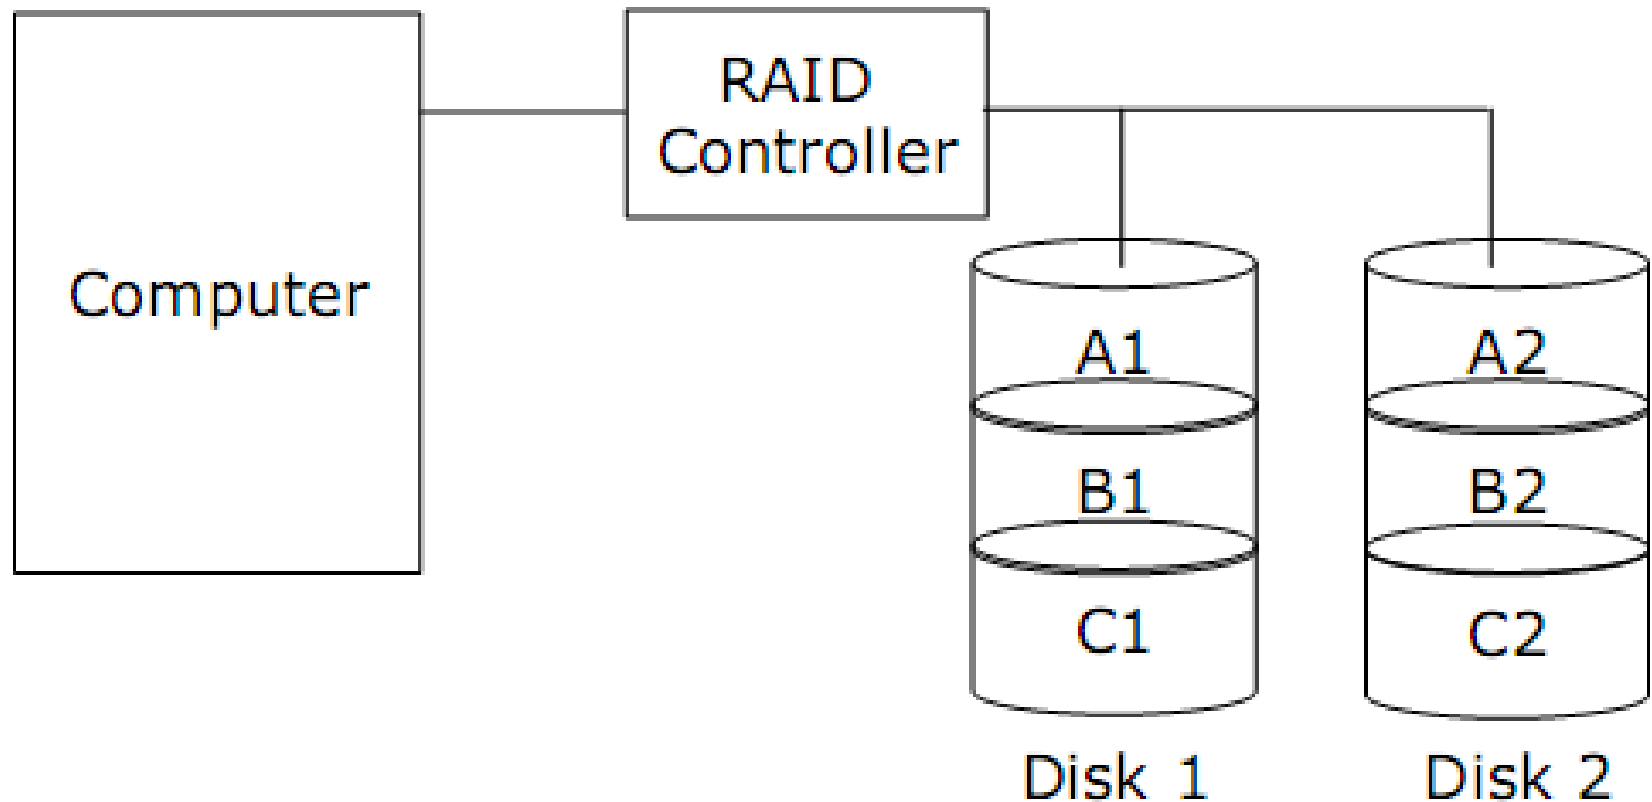 RAID
Controller
Computer
A1
A2
B1
B2
C1
C2
Disk 1
Disk 2